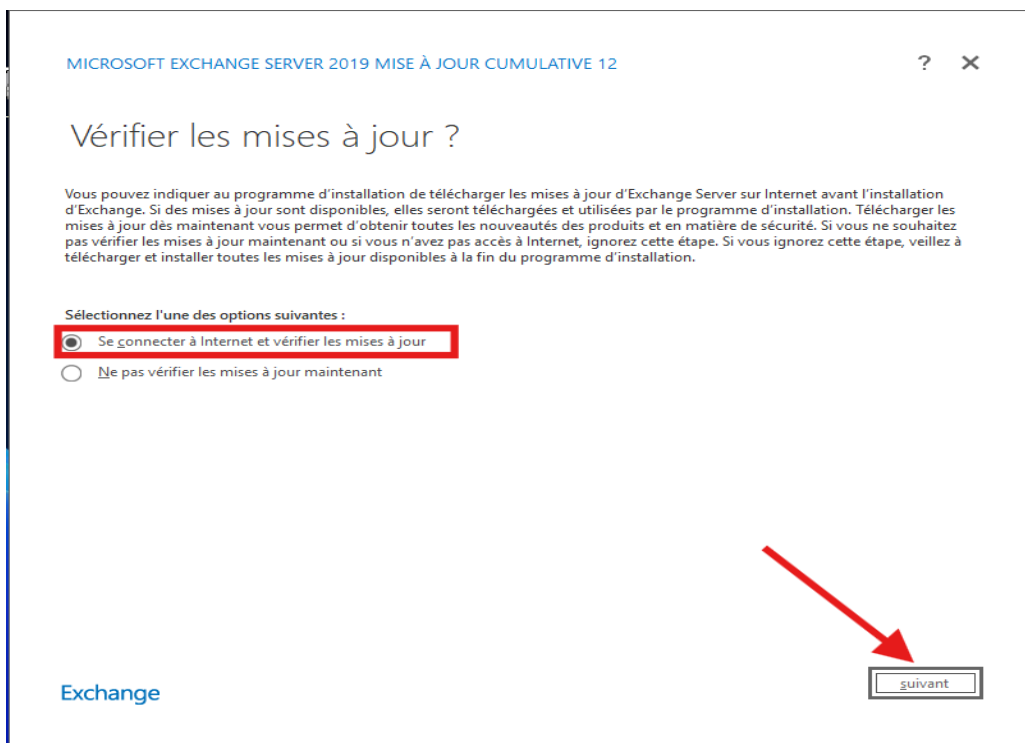 MICROSOFT EXCHANGE SERVER 2019 MISE À JOUR CUMULATIVE 12
?
Vérifier les mises à jour ?
Vous pouvez indiquer au programme d'installation de télécharger les mises à jour d'Exchange Server sur Internet avant l'installation
d'Exchange. Si des mises à jour sont disponibles, elles seront téléchargées et utilisées par le programme d'installation. Télécharger les
mises à jour dès maintenant vous permet d'obtenir toutes les nouveautés des produits et en matière de sécurité. Si vous ne souhaitez
pas vérifier les mises à jour maintenant ou si vous n'avez pas accès à Internet, ignorez cette étape. Si vous ignorez cette étape, veillez à
télécharger et installer toutes les mises à jour disponibles à la fin du programme d'installation.
Sélectionnez l'une des options suivantes :
Se connecter à Internet et vérifier les mises à jour
Ne pas vérifier les mises à jour maintenant
Exchange
suivant